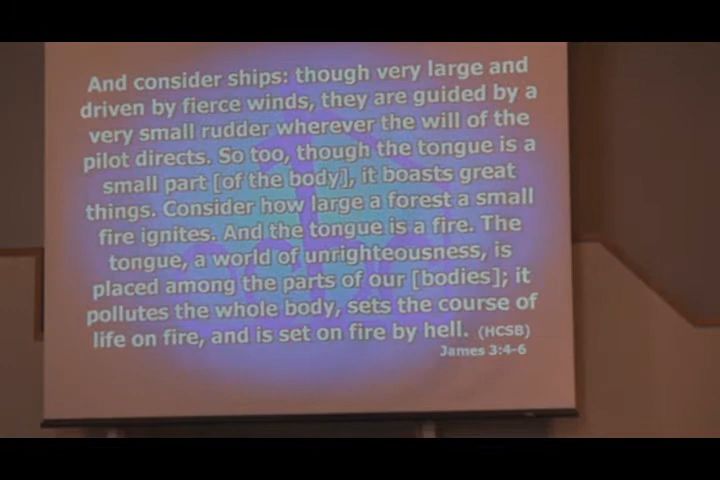 And consider ships: though very large and
driven by fierce winds, they are guided by a
very small rudder wherever the will of the
pilot directs. So too, though the tongue is a
small part [of the body], it boasts great
things. Consider how large a forest a small
fire ignites. And the tongue is a fire. The
tongue, a world of unrighteousness, is
placed among the parts of our [bodies]; it
pollutes the whole body, sets the course of
life on fire, and is set on fire by hell. (HCSB)
James 3:4-6